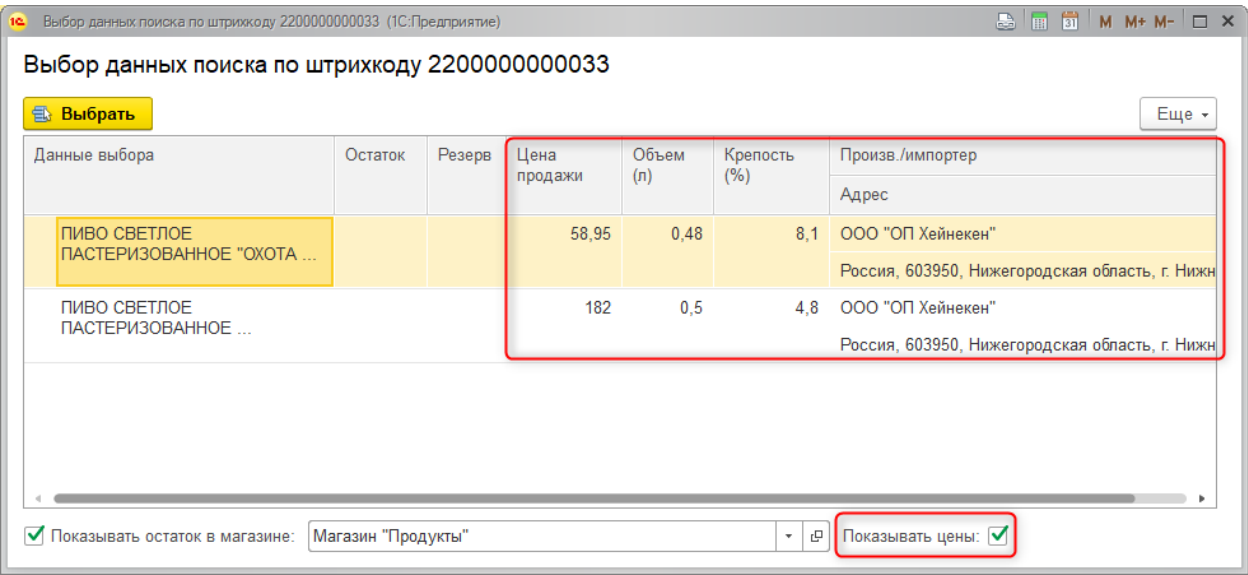 1С Выбор данных поиска по штрихкоду 2200000000033 (1С:Предприятие) 31 M M+ M-
Выбор данных поиска по штрихкоду 2200000000033
Выбрать Еще
Данные выбора Остаток Резерв Цена Объем Крепость Произв./импортер
продажи (л) (%)
Адрес
ПИВО СВЕТЛОЕ 58,95 0,48 8,1 ООО "ОП Хейнекен"
ПАСТЕРИЗОВАННОЕ "ОХОТА ...
Россия, 603950, Нижегородская область, г. Нижн
ПИВО СВЕТЛОЕ 182 0,5 4,8 ООО "ОП Хейнекен"
ПАСТЕРИЗОВАННОЕ ...
Россия, 603950, Нижегородская область, г. Нижн
Показывать остаток в магазине: Магазин "Продукты" Показывать цены: